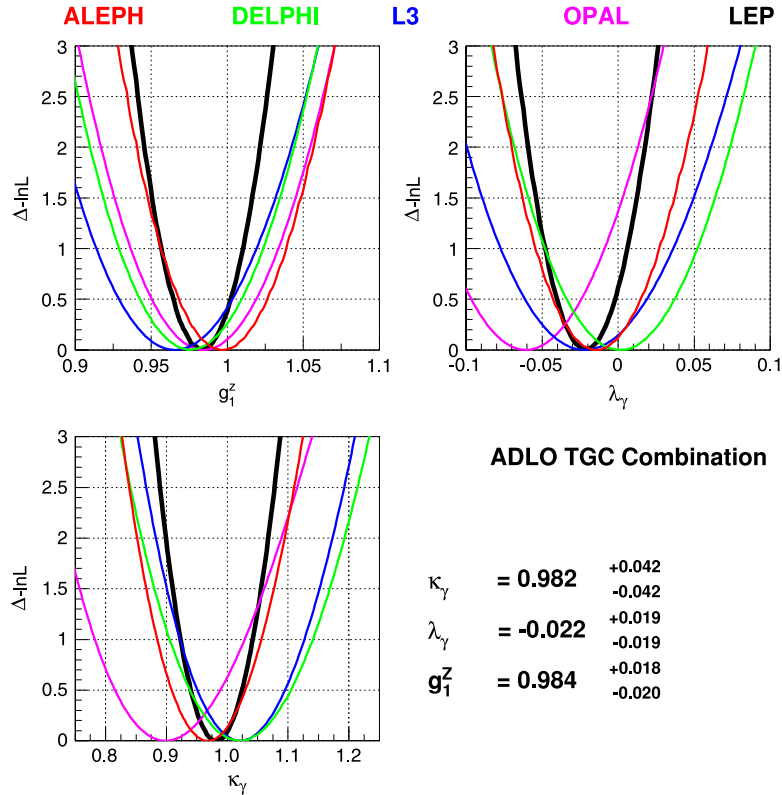 ALEPH DELPHI L3 OPAL LEP
Δ-lnL
3
2.5
2
1.5
1
0.5
0
0.9 0.95 1 1.05 1.1
g₁ᶻ
Δ-lnL
3
2.5
2
1.5
1
0.5
0
-0.1 -0.05 0 0.05 0.1
λγ
Δ-lnL
3
2.5
2
1.5
1
0.5
0
0.8 0.9 1.0 1.1 1.2
κγ
ADLO TGC Combination
κγ = 0.982 +0.042 -0.042
λγ = -0.022 +0.019 -0.019
g₁ᶻ = 0.984 +0.018 -0.020